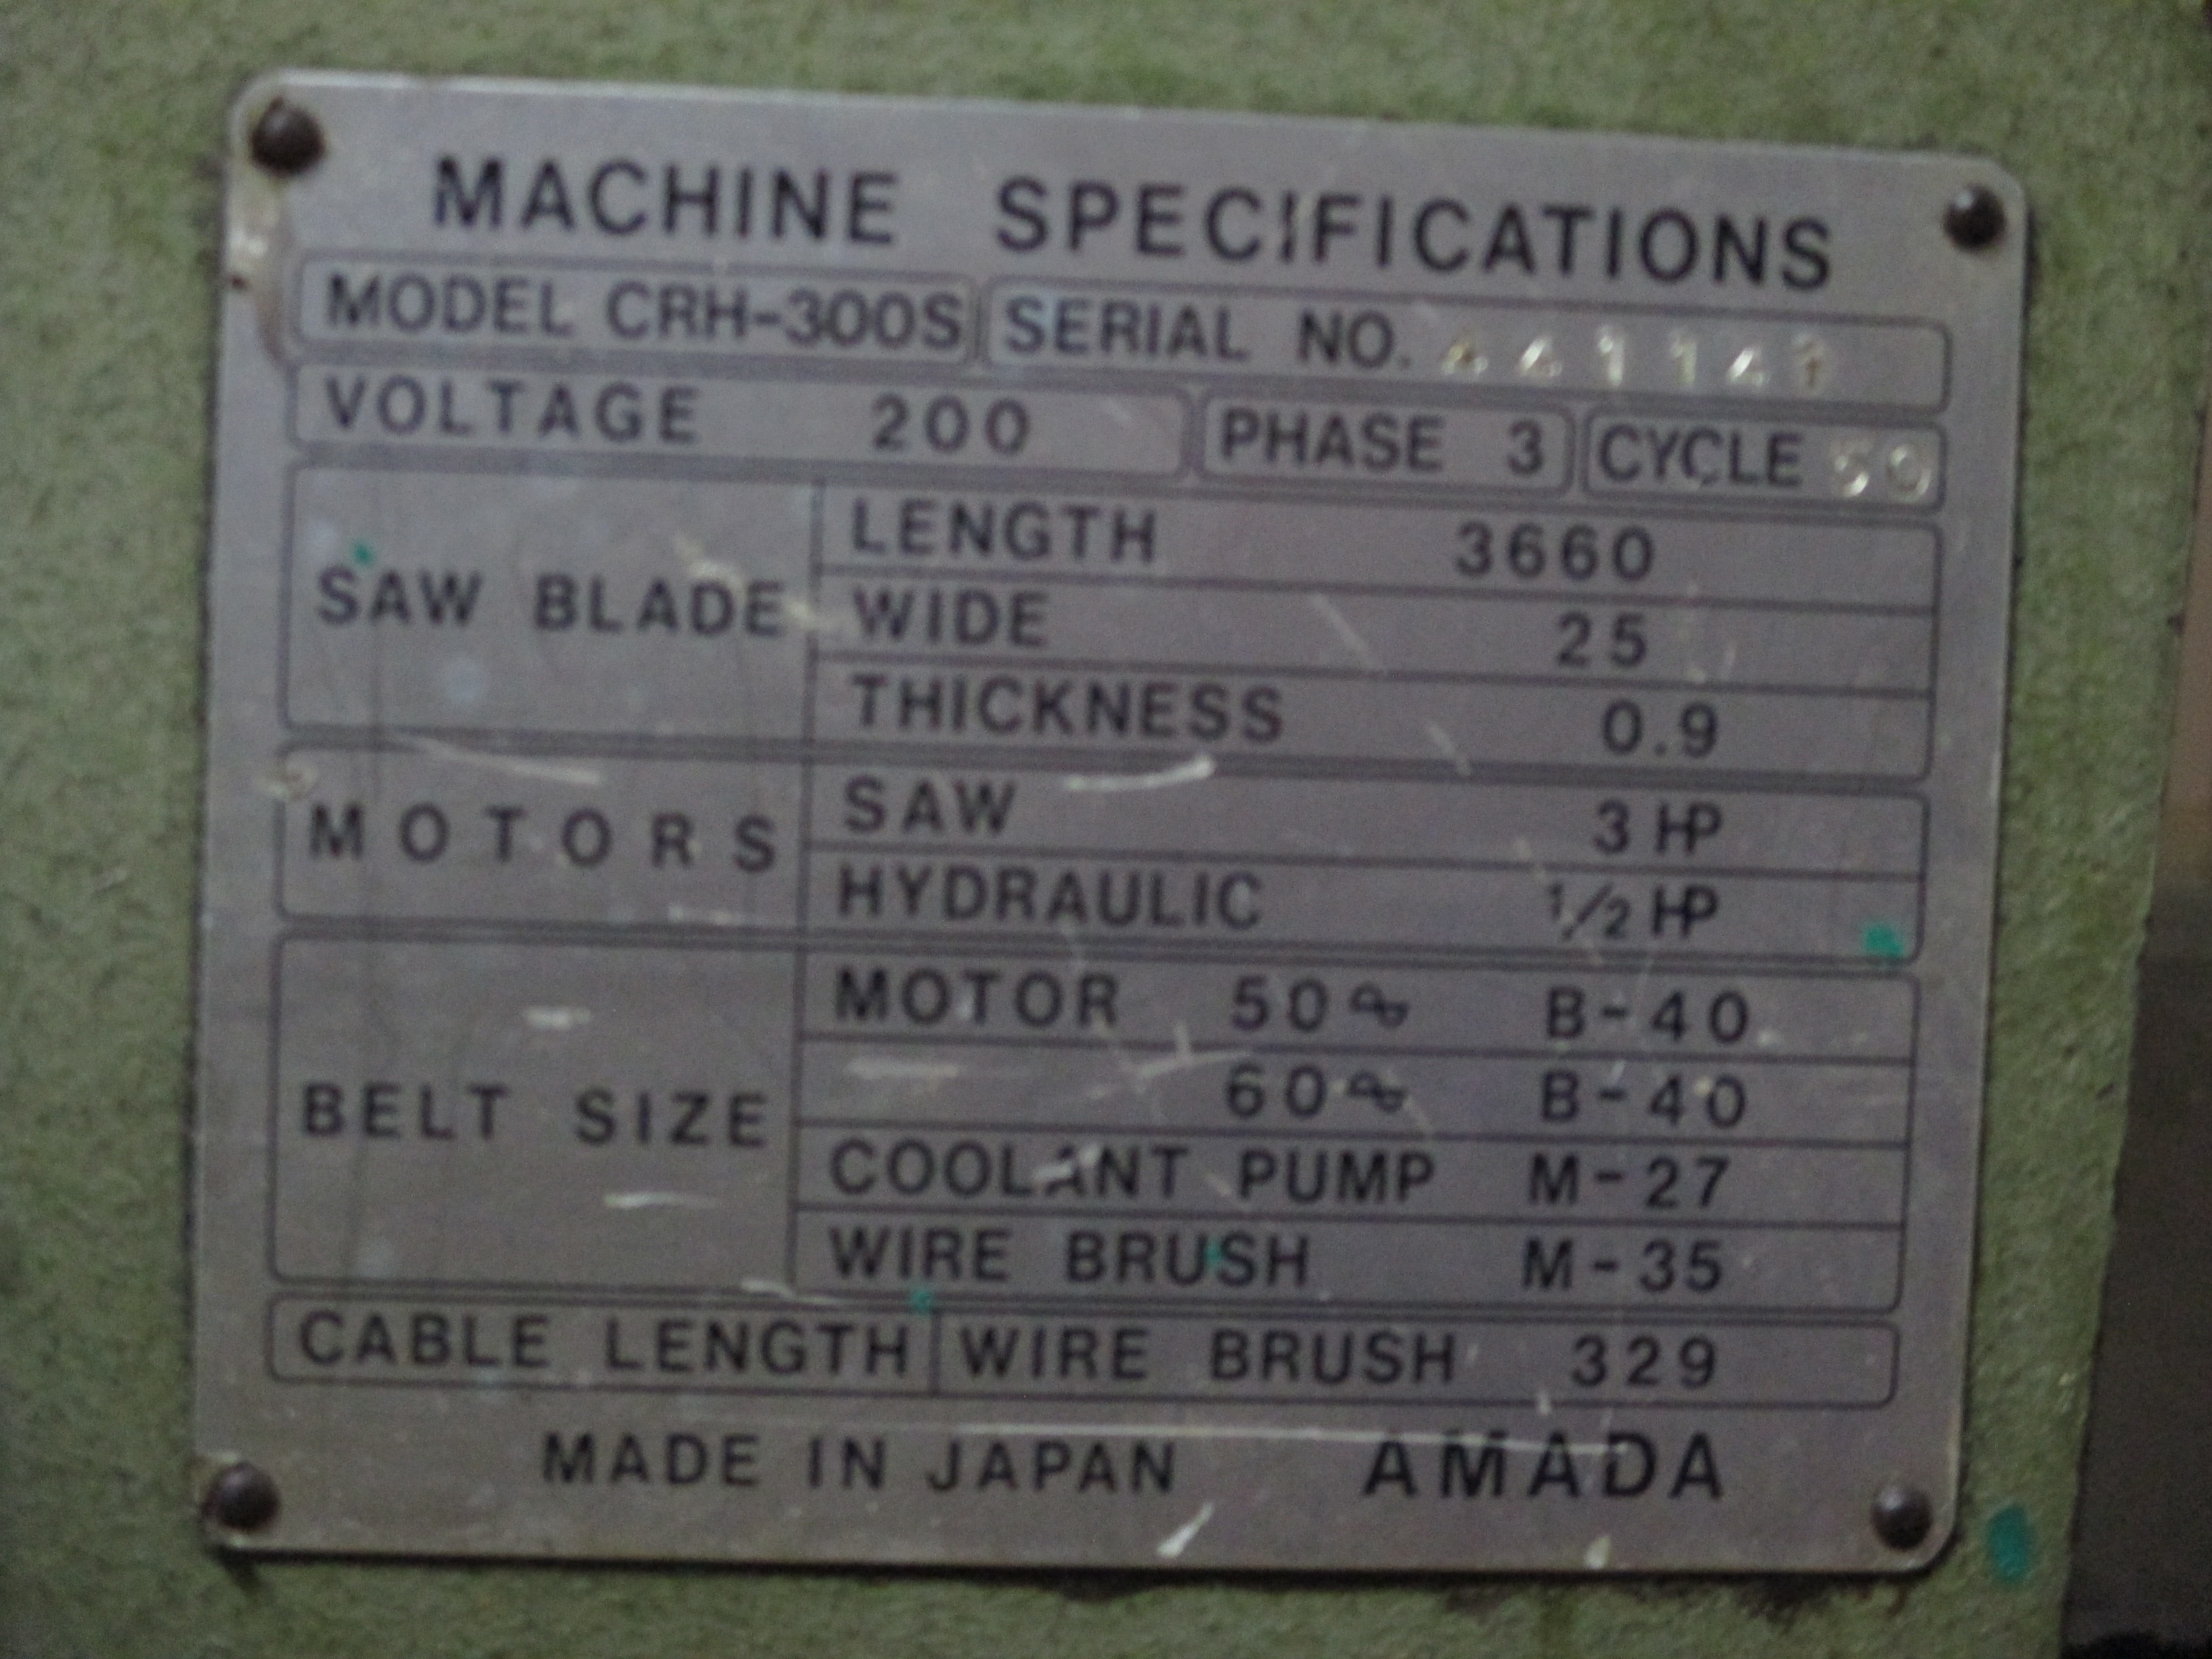 MACHINE SPECIFICATIONS
MODEL CRH-300S SERIAL NO.
VOLTAGE 200 PHASE 3 CYCLE 50
SAW BLADE
LENGTH 3660
WIDE 25
THICKNESS 0.9
MOTORS
SAW 3 HP
HYDRAULIC 1/2 HP
BELT SIZE
MOTOR 50 B-40
60 B-40
COOLANT PUMP M-27
WIRE BRUSH M-35
CABLE LENGTH WIRE BRUSH 329
MADE IN JAPAN AMADA